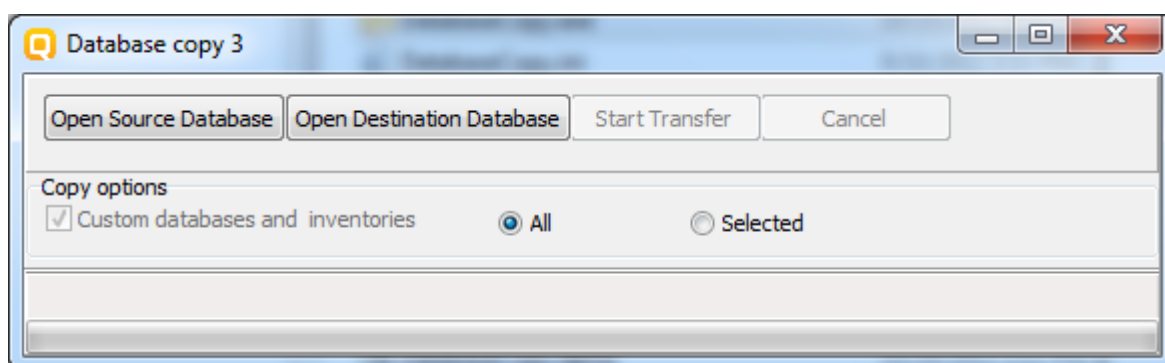 Database copy 3
Open Source Database Open Destination Database Start Transfer Cancel
Copy options
Custom databases and inventories All Selected